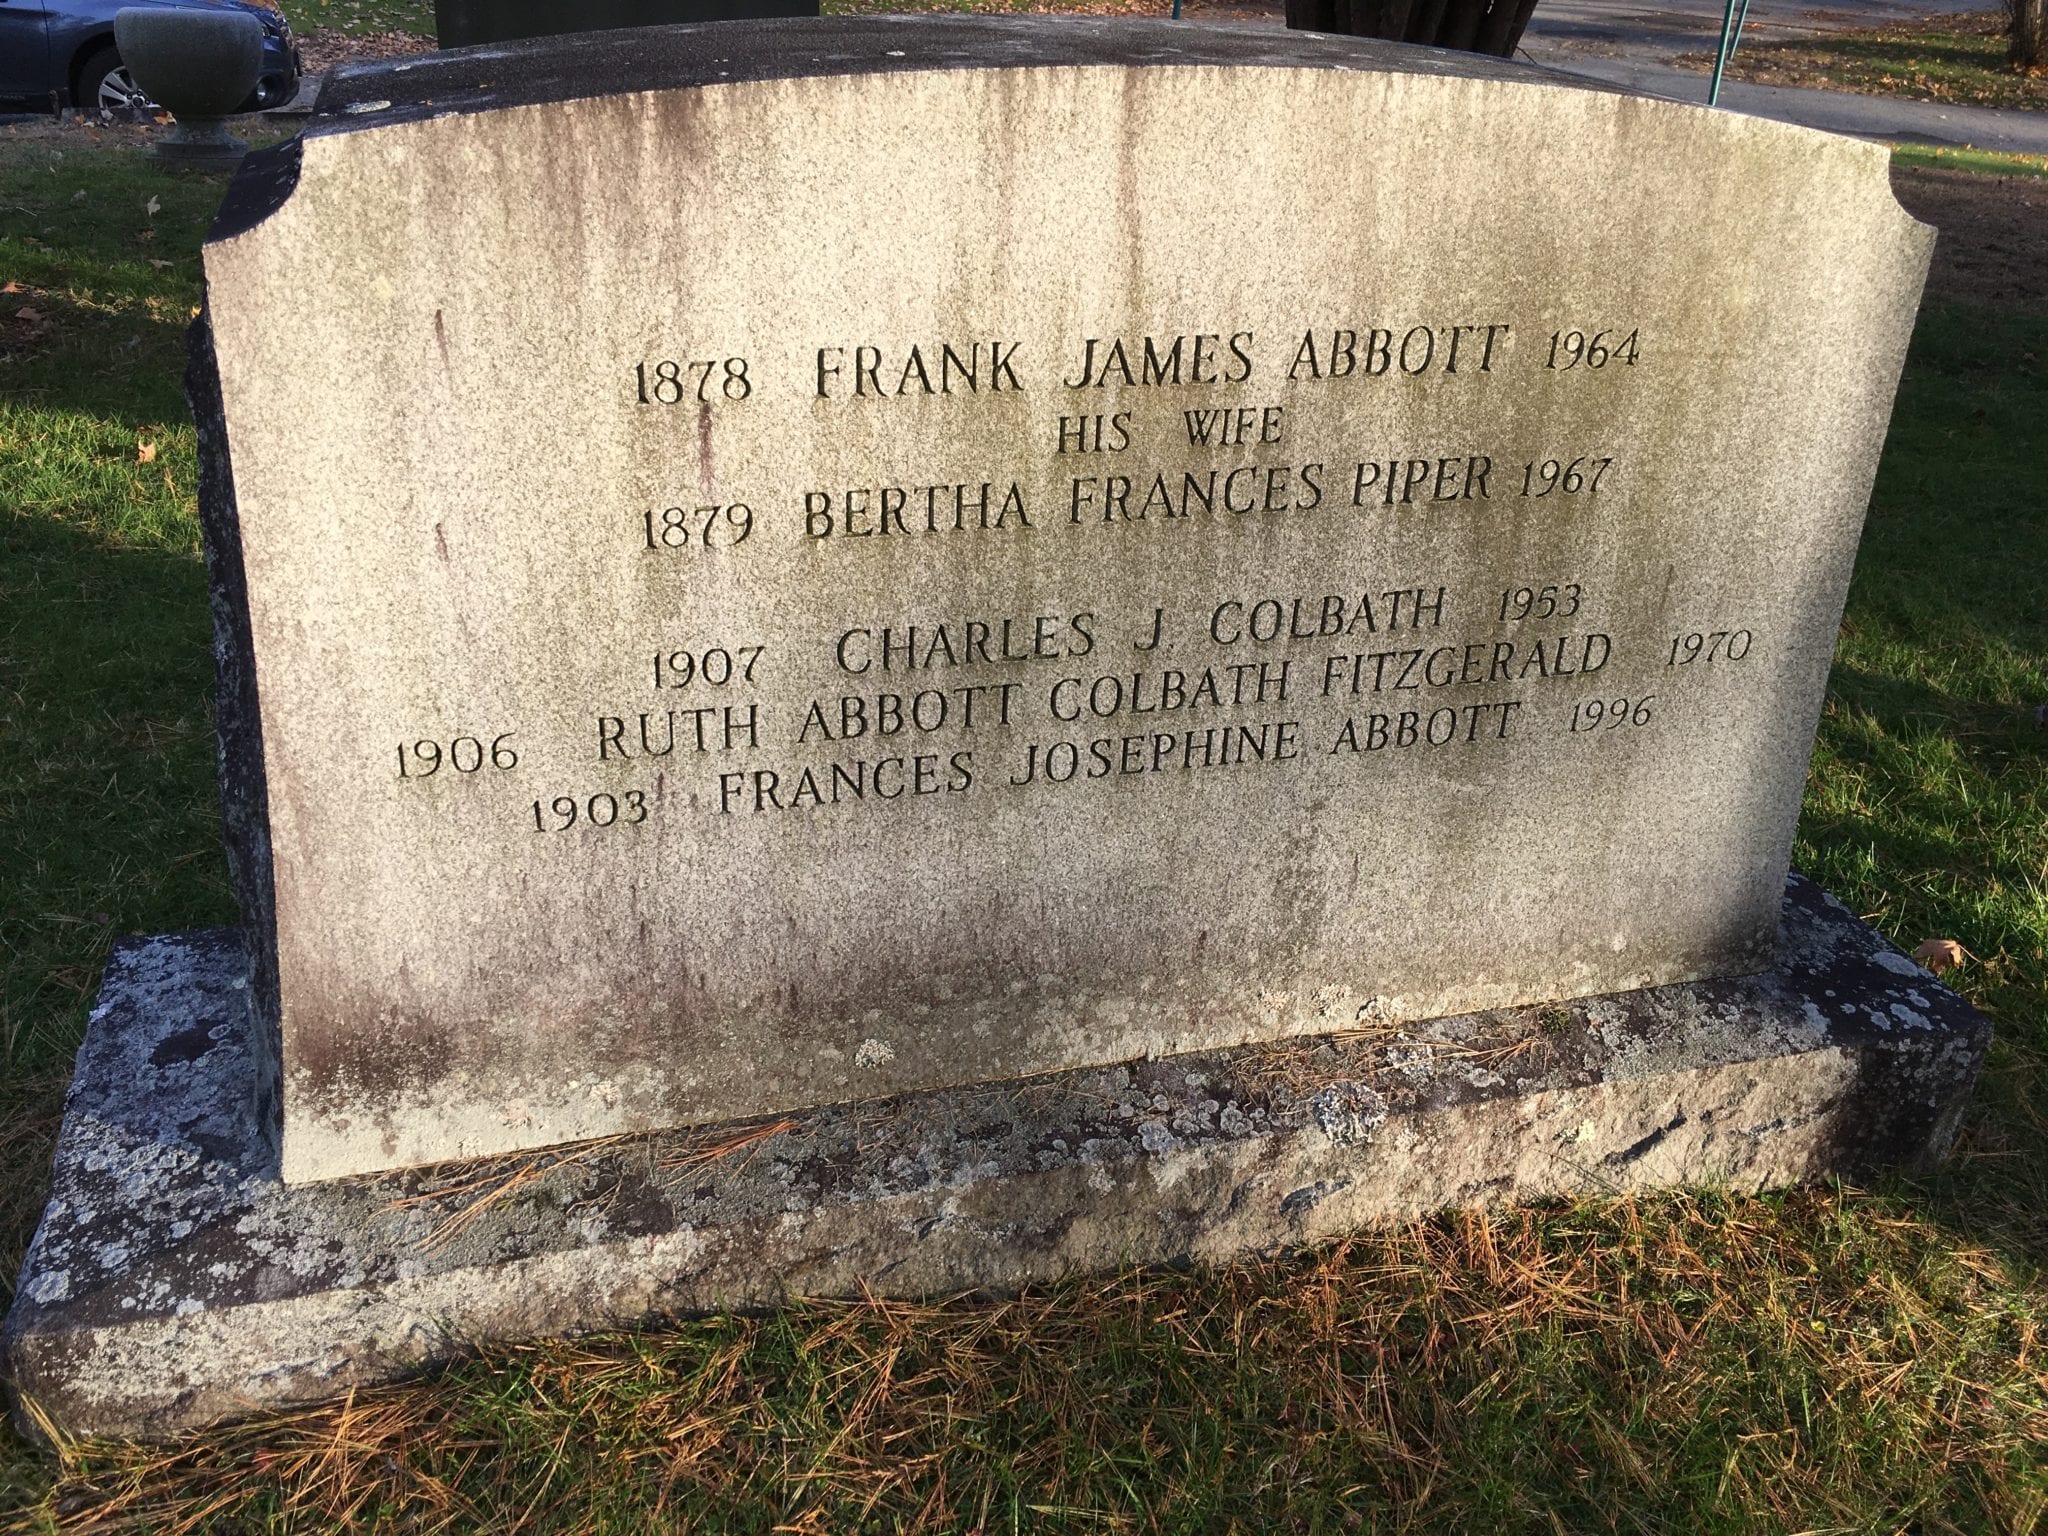 1878 FRANK JAMES ABBOTT 1964
HIS WIFE
1879 BERTHA FRANCES PIPER 1967
1907 CHARLES J. COLBATH 1953
1906 RUTH ABBOTT COLBATH FITZGERALD 1970
1903 FRANCES JOSEPHINE ABBOTT 1996